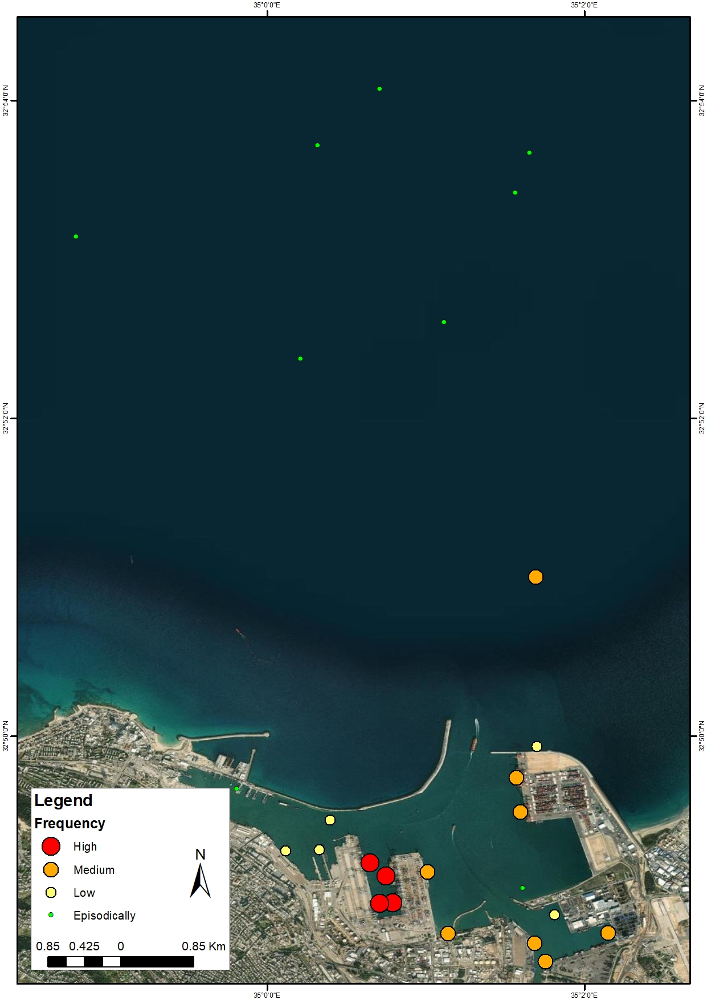 35°0'0"E 35°2'0"E
32°54'0"N 32°54'0"N
32°52'0"N 32°52'0"N
32°50'0"N 32°50'0"N
Legend
Frequency
High
N
Medium
Low
Episodically
0.85 0.425 0 0.85 Km
35°0'0"E 35°2'0"E